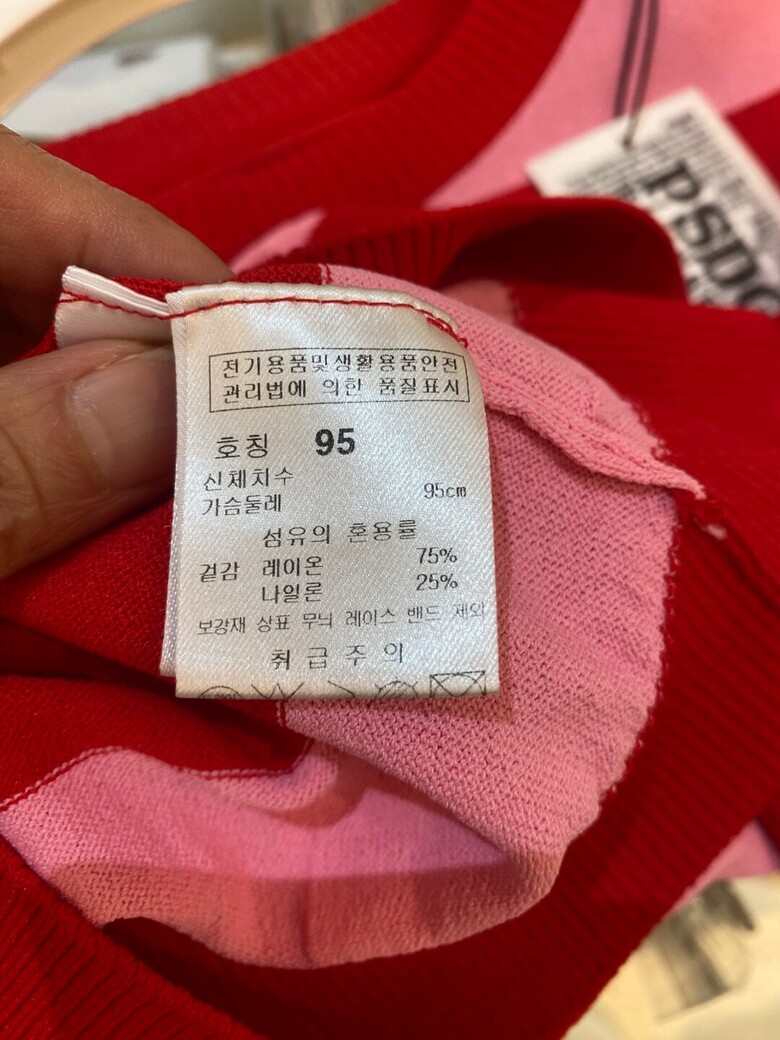 전기용품및생활용품안전
관리법에 의한 품질표시
호칭 95
신체치수
가슴둘레 95cm
섬유의 혼용률
겉감 레이온 75%
나일론 25%
보강재 상표 무늬 레이스 밴드 제외
취급주의